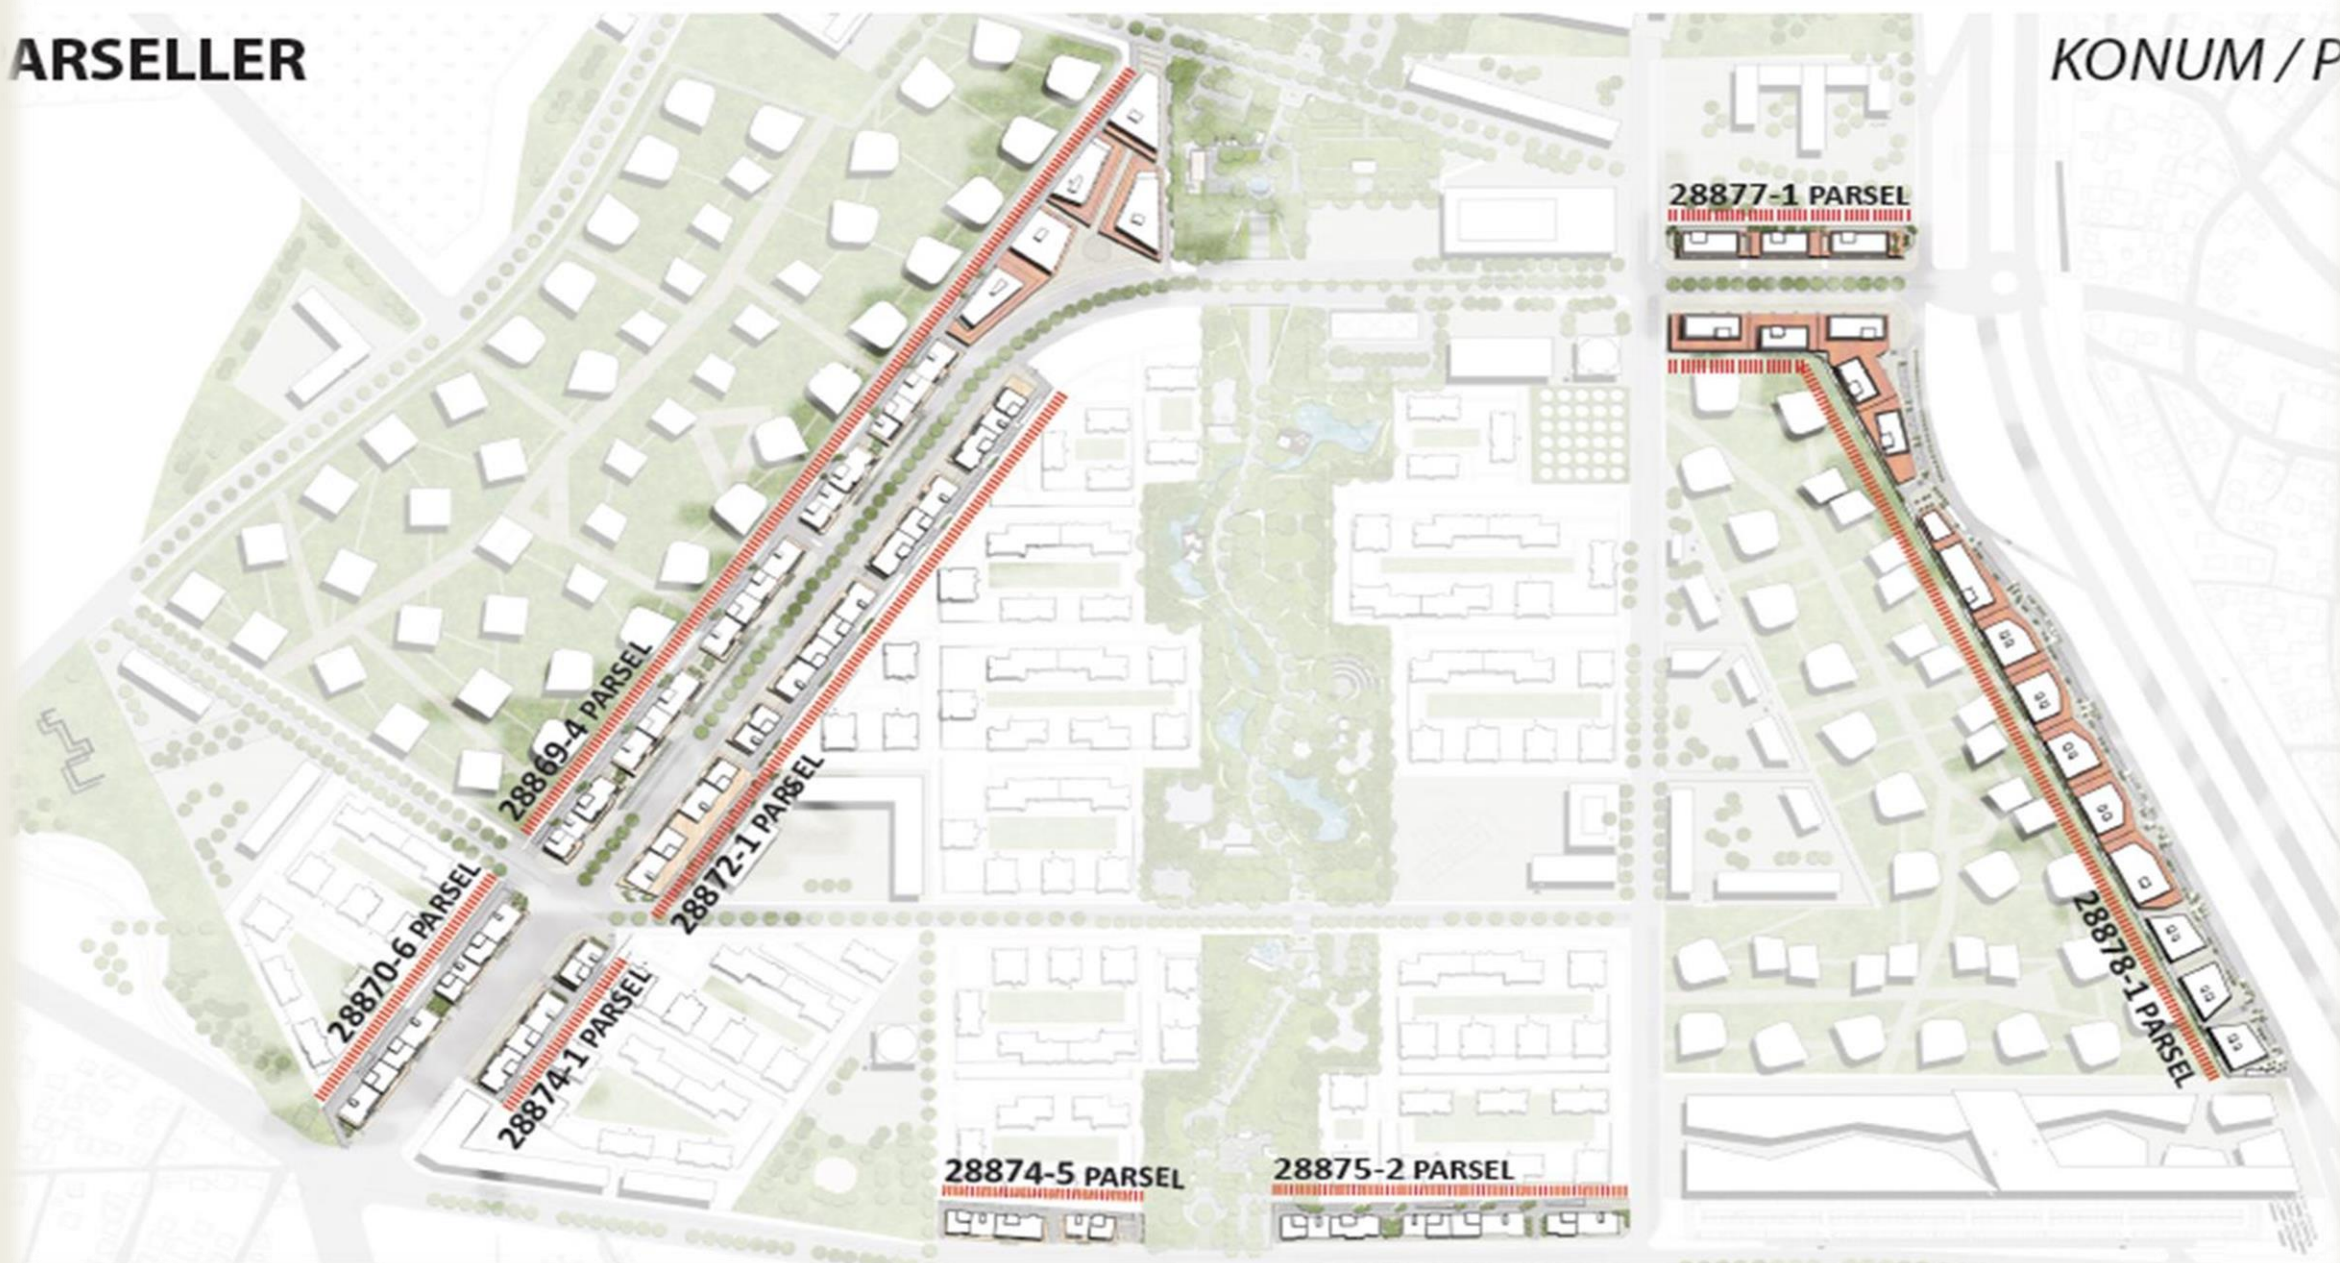 ARSELLER
KONUM / P
28877-1 PARSEL
28869-4 PARSEL
28872-1 PARSEL
28870-6 PARSEL
28874-1 PARSEL
28878-1 PARSEL
28874-5 PARSEL
28875-2 PARSEL